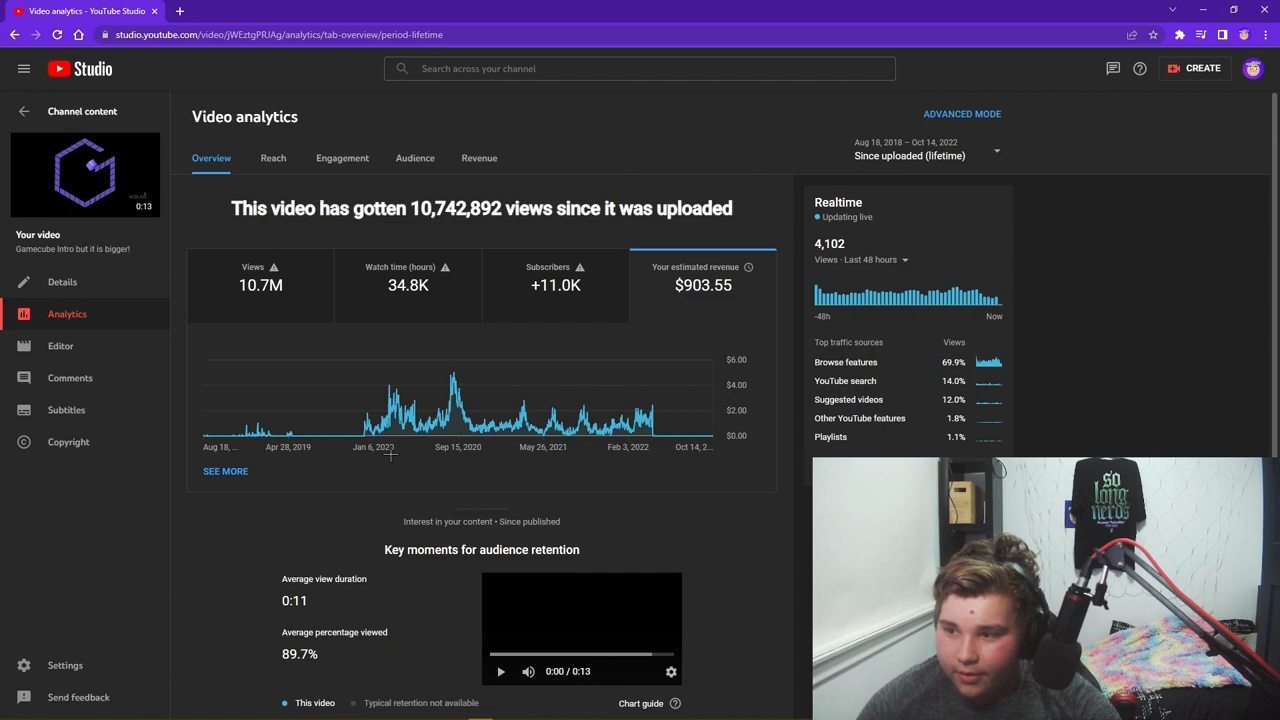 Video analytics - YouTube Studio
studio.youtube.com/video/jWEztgPRJAg/analytics/tab-overview/period-lifetime
Studio
Search across your channel
CREATE
Channel content
0:13
Your video
Gamecube Intro but it is bigger!
Details
Analytics
Editor
Comments
Subtitles
Copyright
Settings
Send feedback
Video analytics
ADVANCED MODE
Aug 18, 2018 – Oct 14, 2022
Since uploaded (lifetime)
Overview
Reach
Engagement
Audience
Revenue
This video has gotten 10,742,892 views since it was uploaded
Views
10.7M
Watch time (hours)
34.8K
Subscribers
+11.0K
Your estimated revenue
$903.55
$6.00
$4.00
$2.00
$0.00
Aug 18, ...
Apr 28, 2019
Jan 6, 2020
Sep 15, 2020
May 26, 2021
Feb 3, 2022
Oct 14, 2...
SEE MORE
Interest in your content • Since published
Key moments for audience retention
Average view duration
0:11
Average percentage viewed
89.7%
0:00 / 0:13
This video
Typical retention not available
Chart guide
Realtime
Updating live
4,102
Views · Last 48 hours
-48h
Now
Top traffic sources
Views
Browse features
69.9%
YouTube search
14.0%
Suggested videos
12.0%
Other YouTube features
1.8%
Playlists
1.1%
so
long
nerds